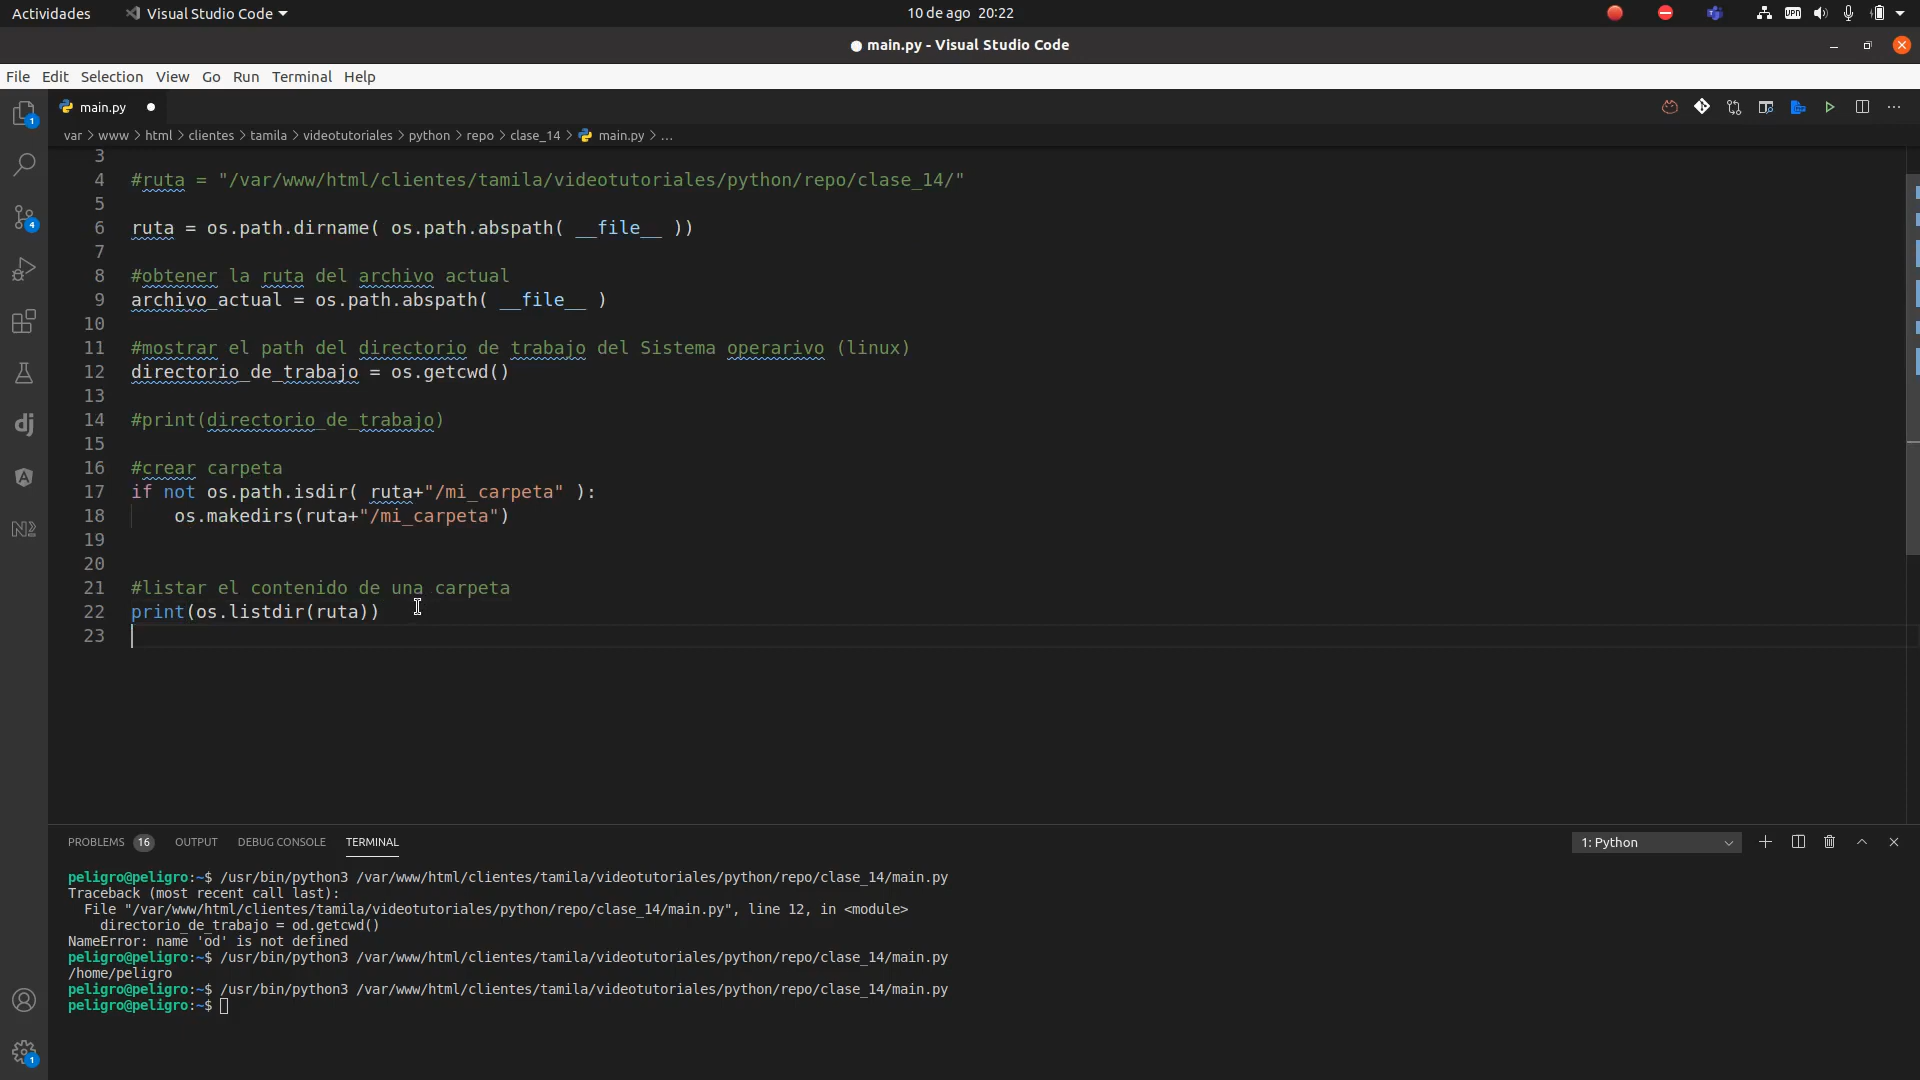 Actividades Visual Studio Code 10 de ago 20:22 VPN
main.py - Visual Studio Code
File Edit Selection View Go Run Terminal Help
main.py
var > www > html > clientes > tamila > videotutoriales > python > repo > clase_14 > main.py > ...
3
4 #ruta = "/var/www/html/clientes/tamila/videotutoriales/python/repo/clase_14/"
5
6 ruta = os.path.dirname( os.path.abspath( __file__ ))
7
8 #obtener la ruta del archivo actual
9 archivo_actual = os.path.abspath( __file__ )
10
11 #mostrar el path del directorio de trabajo del Sistema operarivo (linux)
12 directorio_de_trabajo = os.getcwd()
13
14 #print(directorio_de_trabajo)
15
16 #crear carpeta
17 if not os.path.isdir( ruta+"/mi_carpeta" ):
18     os.makedirs(ruta+"/mi_carpeta")
19
20
21 #listar el contenido de una carpeta
22 print(os.listdir(ruta))
23
1
4
dj
A
N2
1
PROBLEMS 16 OUTPUT DEBUG CONSOLE TERMINAL 1: Python
peligro@peligro:~$ /usr/bin/python3 /var/www/html/clientes/tamila/videotutoriales/python/repo/clase_14/main.py
Traceback (most recent call last):
  File "/var/www/html/clientes/tamila/videotutoriales/python/repo/clase_14/main.py", line 12, in <module>
    directorio_de_trabajo = od.getcwd()
NameError: name 'od' is not defined
peligro@peligro:~$ /usr/bin/python3 /var/www/html/clientes/tamila/videotutoriales/python/repo/clase_14/main.py
/home/peligro
peligro@peligro:~$ /usr/bin/python3 /var/www/html/clientes/tamila/videotutoriales/python/repo/clase_14/main.py
peligro@peligro:~$